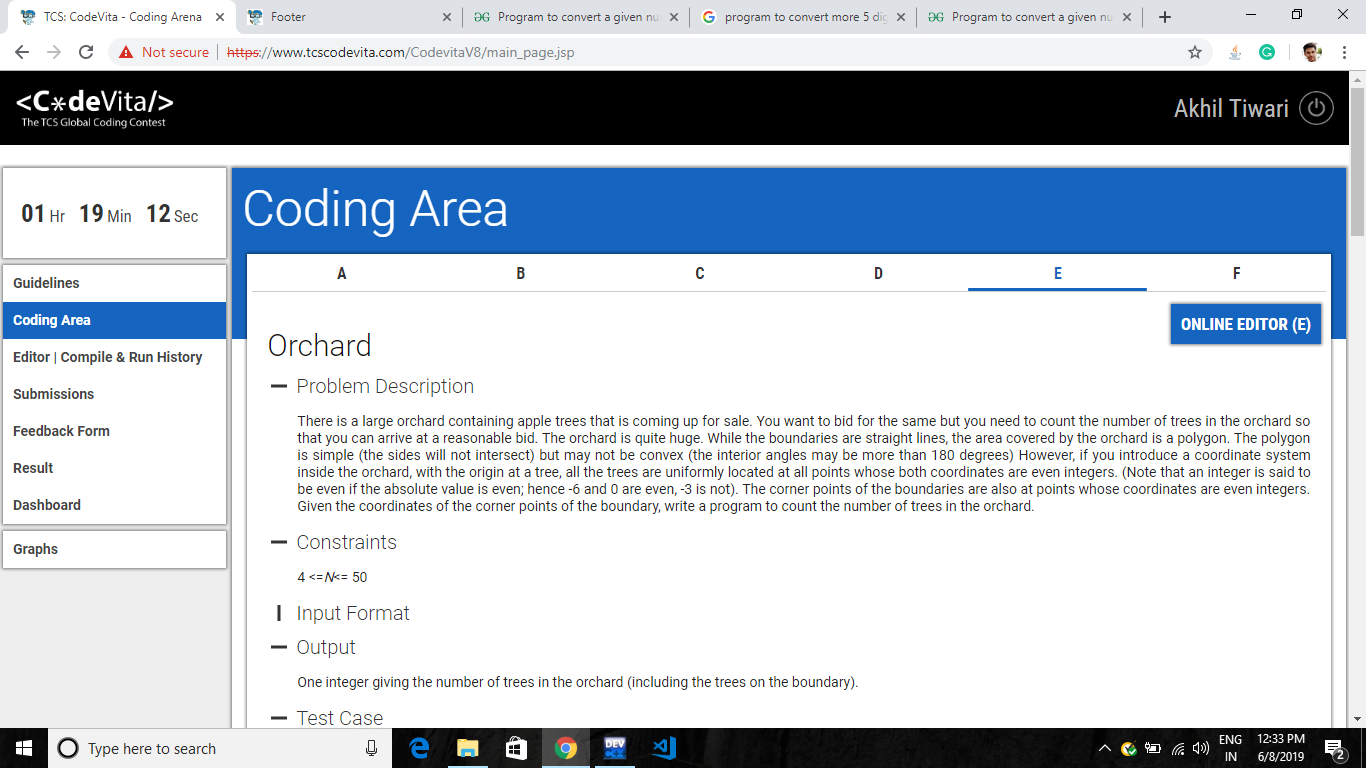 TCS: CodeVita - Coding Arena
Footer
Program to convert a given nu
program to convert more 5 dig
Program to convert a given nu
Not secure | https://www.tcscodevita.com/CodevitaV8/main_page.jsp
<C*deVita/>
The TCS Global Coding Contest
Akhil Tiwari
01 Hr 19 Min 12 Sec
Guidelines
Coding Area
Editor | Compile & Run History
Submissions
Feedback Form
Result
Dashboard
Graphs
Coding Area
A B C D E F
ONLINE EDITOR (E)
Orchard
Problem Description
There is a large orchard containing apple trees that is coming up for sale. You want to bid for the same but you need to count the number of trees in the orchard so
that you can arrive at a reasonable bid. The orchard is quite huge. While the boundaries are straight lines, the area covered by the orchard is a polygon. The polygon
is simple (the sides will not intersect) but may not be convex (the interior angles may be more than 180 degrees) However, if you introduce a coordinate system
inside the orchard, with the origin at a tree, all the trees are uniformly located at all points whose both coordinates are even integers. (Note that an integer is said to
be even if the absolute value is even; hence -6 and 0 are even, -3 is not). The corner points of the boundaries are also at points whose coordinates are even integers.
Given the coordinates of the corner points of the boundary, write a program to count the number of trees in the orchard.
Constraints
4 <=N<= 50
Input Format
Output
One integer giving the number of trees in the orchard (including the trees on the boundary).
Test Case
Type here to search
DEV
ENG
IN
12:33 PM
6/8/2019
2